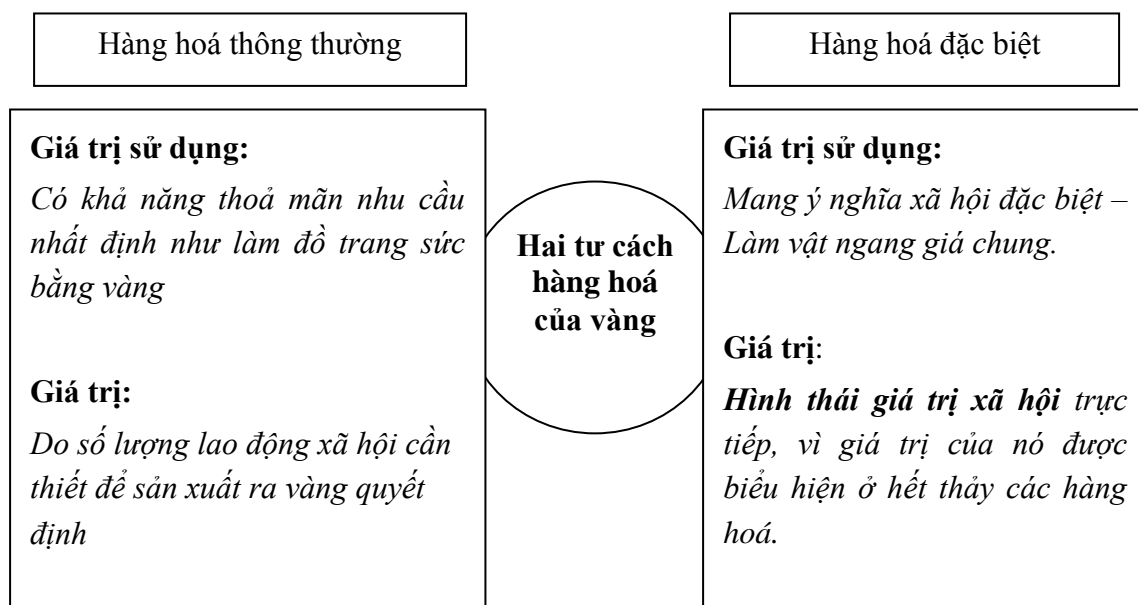 Hàng hoá thông thường
Hàng hoá đặc biệt
Giá trị sử dụng:
Có khả năng thoả mãn nhu cầu
nhất định như làm đồ trang sức
bằng vàng
Giá trị:
Do số lượng lao động xã hội cần
thiết để sản xuất ra vàng quyết
định
Hai tư cách
hàng hoá
của vàng
Giá trị sử dụng:
Mang ý nghĩa xã hội đặc biệt –
Làm vật ngang giá chung.
Giá trị:
Hình thái giá trị xã hội trực
tiếp, vì giá trị của nó được
biểu hiện ở hết thảy các hàng
hoá.